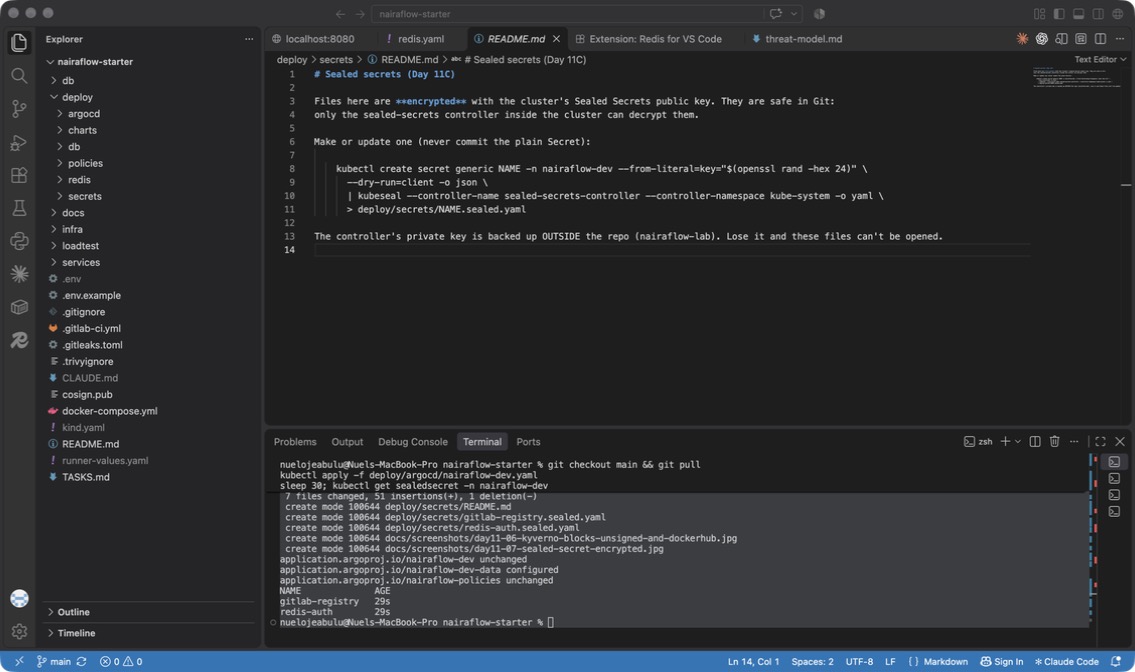 nairaflow-starter
Explorer
nairaflow-starter
db
deploy
argocd
charts
db
policies
redis
secrets
docs
infra
loadtest
services
.env
.env.example
.gitignore
.gitlab-ci.yml
.gitleaks.toml
.trivyignore
CLAUDE.md
cosign.pub
docker-compose.yml
kind.yaml
README.md
runner-values.yaml
TASKS.md
Outline
Timeline
localhost:8080
redis.yaml
README.md
Extension: Redis for VS Code
threat-model.md
deploy > secrets > README.md > abc # Sealed secrets (Day 11C)
Text Editor
1 # Sealed secrets (Day 11C)
2
3 Files here are **encrypted** with the cluster's Sealed Secrets public key. They are safe in Git:
4 only the sealed-secrets controller inside the cluster can decrypt them.
5
6 Make or update one (never commit the plain Secret):
7
8 kubectl create secret generic NAME -n nairaflow-dev --from-literal=key="$(openssl rand -hex 24)" \
9 --dry-run=client -o json \
10 | kubeseal --controller-name sealed-secrets-controller --controller-namespace kube-system -o yaml \
11 > deploy/secrets/NAME.sealed.yaml
12
13 The controller's private key is backed up OUTSIDE the repo (nairaflow-lab). Lose it and these files can't be opened.
14
Problems
Output
Debug Console
Terminal
Ports
zsh
nuelojeabulu@Nuels-MacBook-Pro nairaflow-starter % git checkout main && git pull
kubectl apply -f deploy/argocd/nairaflow-dev.yaml
sleep 30; kubectl get sealedsecret -n nairaflow-dev
7 files changed, 51 insertions(+), 1 deletion(-)
create mode 100644 deploy/secrets/README.md
create mode 100644 deploy/secrets/gitlab-registry.sealed.yaml
create mode 100644 deploy/secrets/redis-auth.sealed.yaml
create mode 100644 docs/screenshots/day11-06-kyverno-blocks-unsigned-and-dockerhub.jpg
create mode 100644 docs/screenshots/day11-07-sealed-secret-encrypted.jpg
application.argoproj.io/nairaflow-dev unchanged
application.argoproj.io/nairaflow-dev-data configured
application.argoproj.io/nairaflow-policies unchanged
NAME AGE
gitlab-registry 29s
redis-auth 29s
nuelojeabulu@Nuels-MacBook-Pro nairaflow-starter %
main
0 0
Ln 14, Col 1
Spaces: 2
UTF-8
LF
{ } Markdown
Sign In
Claude Code